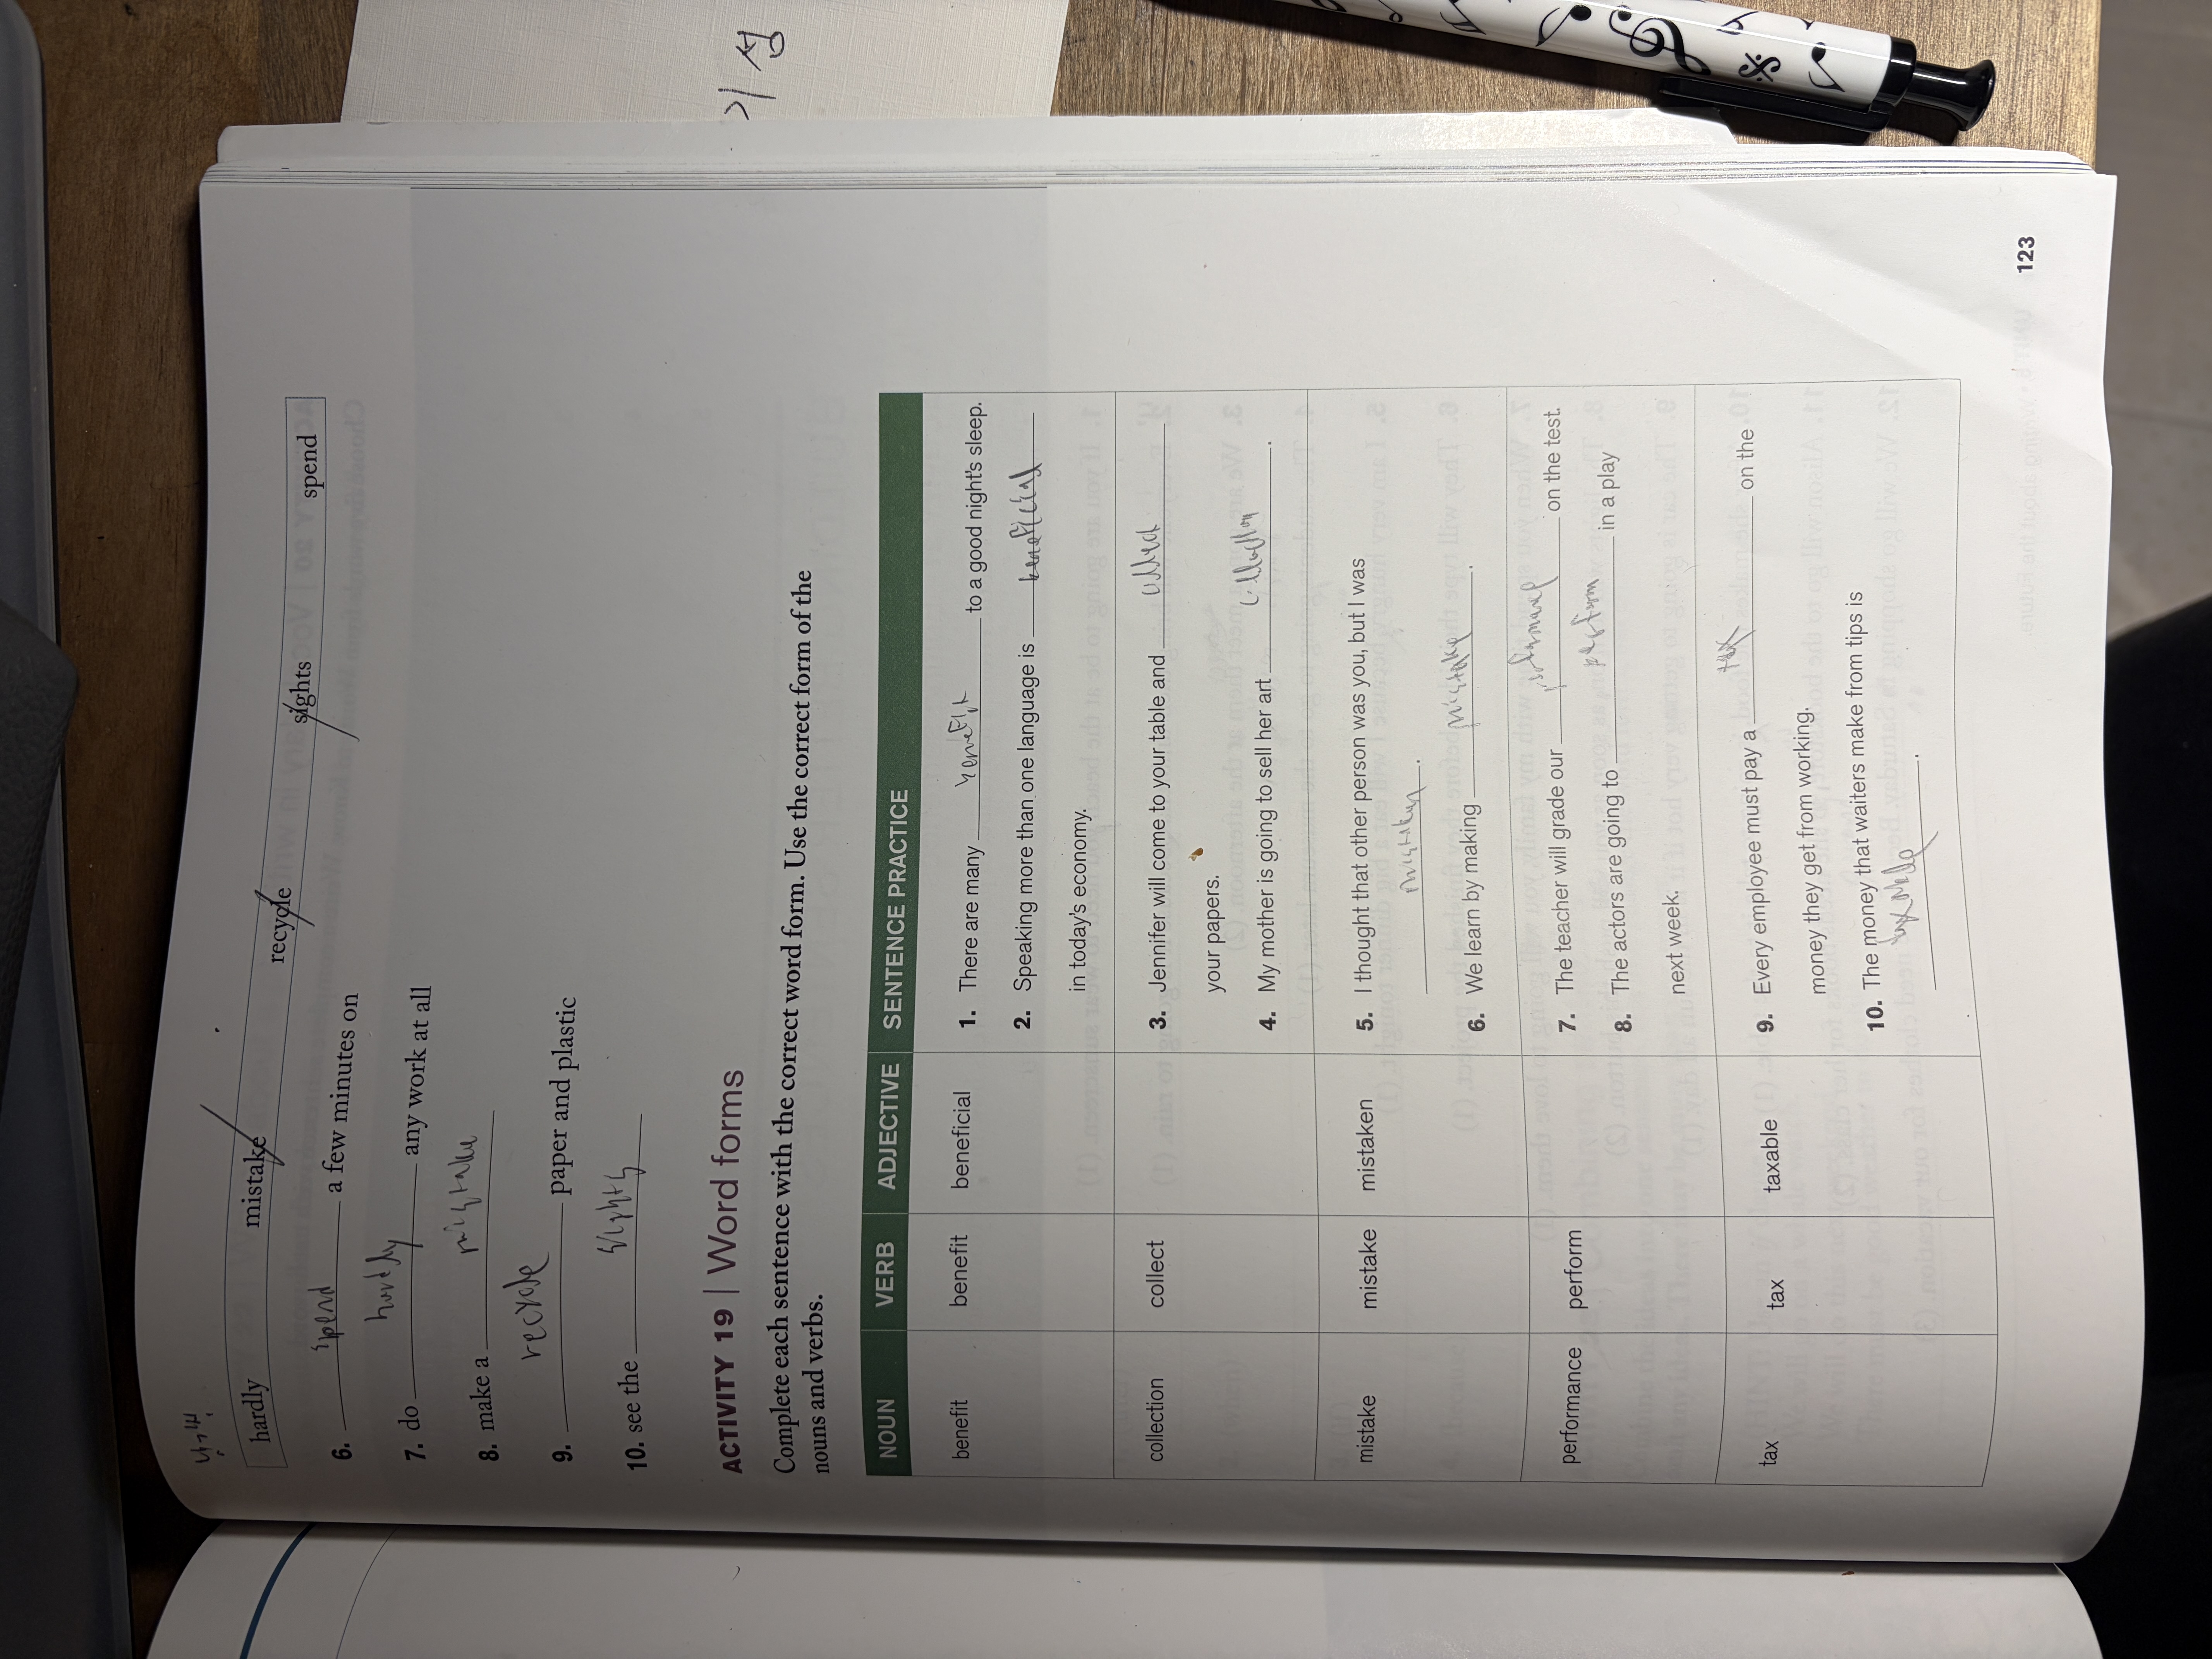 hardly mistake recycle sights spend
6. spend a few minutes on
7. do hardly any work at all
8. make a mistake
9. recycle paper and plastic
10. see the sights
ACTIVITY 19 | Word forms
Complete each sentence with the correct word form. Use the correct form of the
nouns and verbs.
NOUN VERB ADJECTIVE SENTENCE PRACTICE
benefit benefit beneficial
1. There are many benefit to a good night's sleep.
2. Speaking more than one language is beneficial
in today's economy.
collection collect
3. Jennifer will come to your table and collect
your papers.
4. My mother is going to sell her art collection.
mistake mistake mistaken
5. I thought that other person was you, but I was
mistaken.
6. We learn by making mistake.
performance perform
7. The teacher will grade our performance on the test.
8. The actors are going to perform in a play
next week.
tax tax taxable
9. Every employee must pay a tax on the
money they get from working.
10. The money that waiters make from tips is
taxable.
123
기성